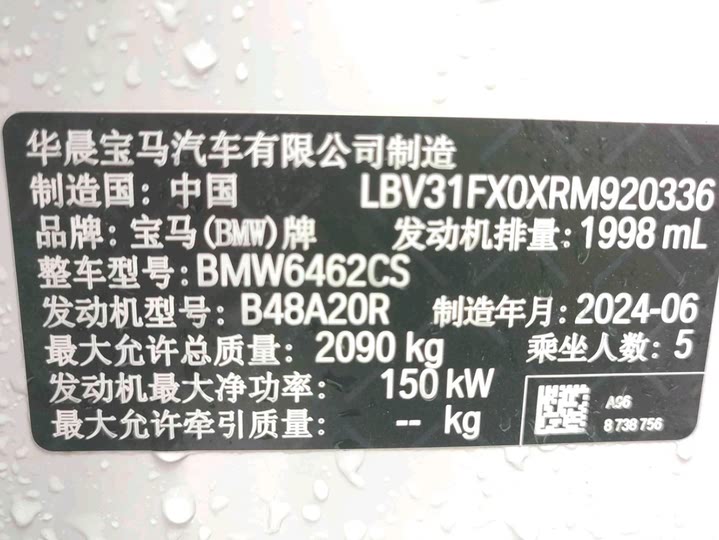 华晨宝马汽车有限公司制造
制造国:中国 LBV31FX0XRM920336
品牌:宝马(BMW)牌 发动机排量:1998 mL
整车型号:BMW6462CS
发动机型号:B48A20R 制造年月:2024-06
最大允许总质量:2090 kg 乘坐人数:5
发动机最大净功率: 150 kW
最大允许牵引质量: -- kg
A96
8 738 756